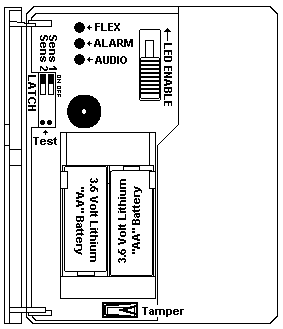 FLEX
ALARM
AUDIO
LED ENABLE
Sens 1
Sens 2
ON OFF
LATCH
Test
3.6 Volt Lithium
"AA" Battery
3.6 Volt Lithium
"AA" Battery
Tamper